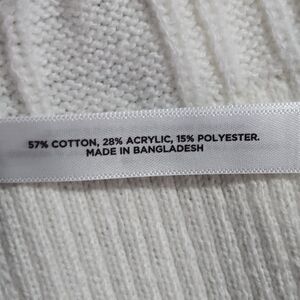 57% COTTON, 28% ACRYLIC, 15% POLYESTER.
MADE IN BANGLADESH